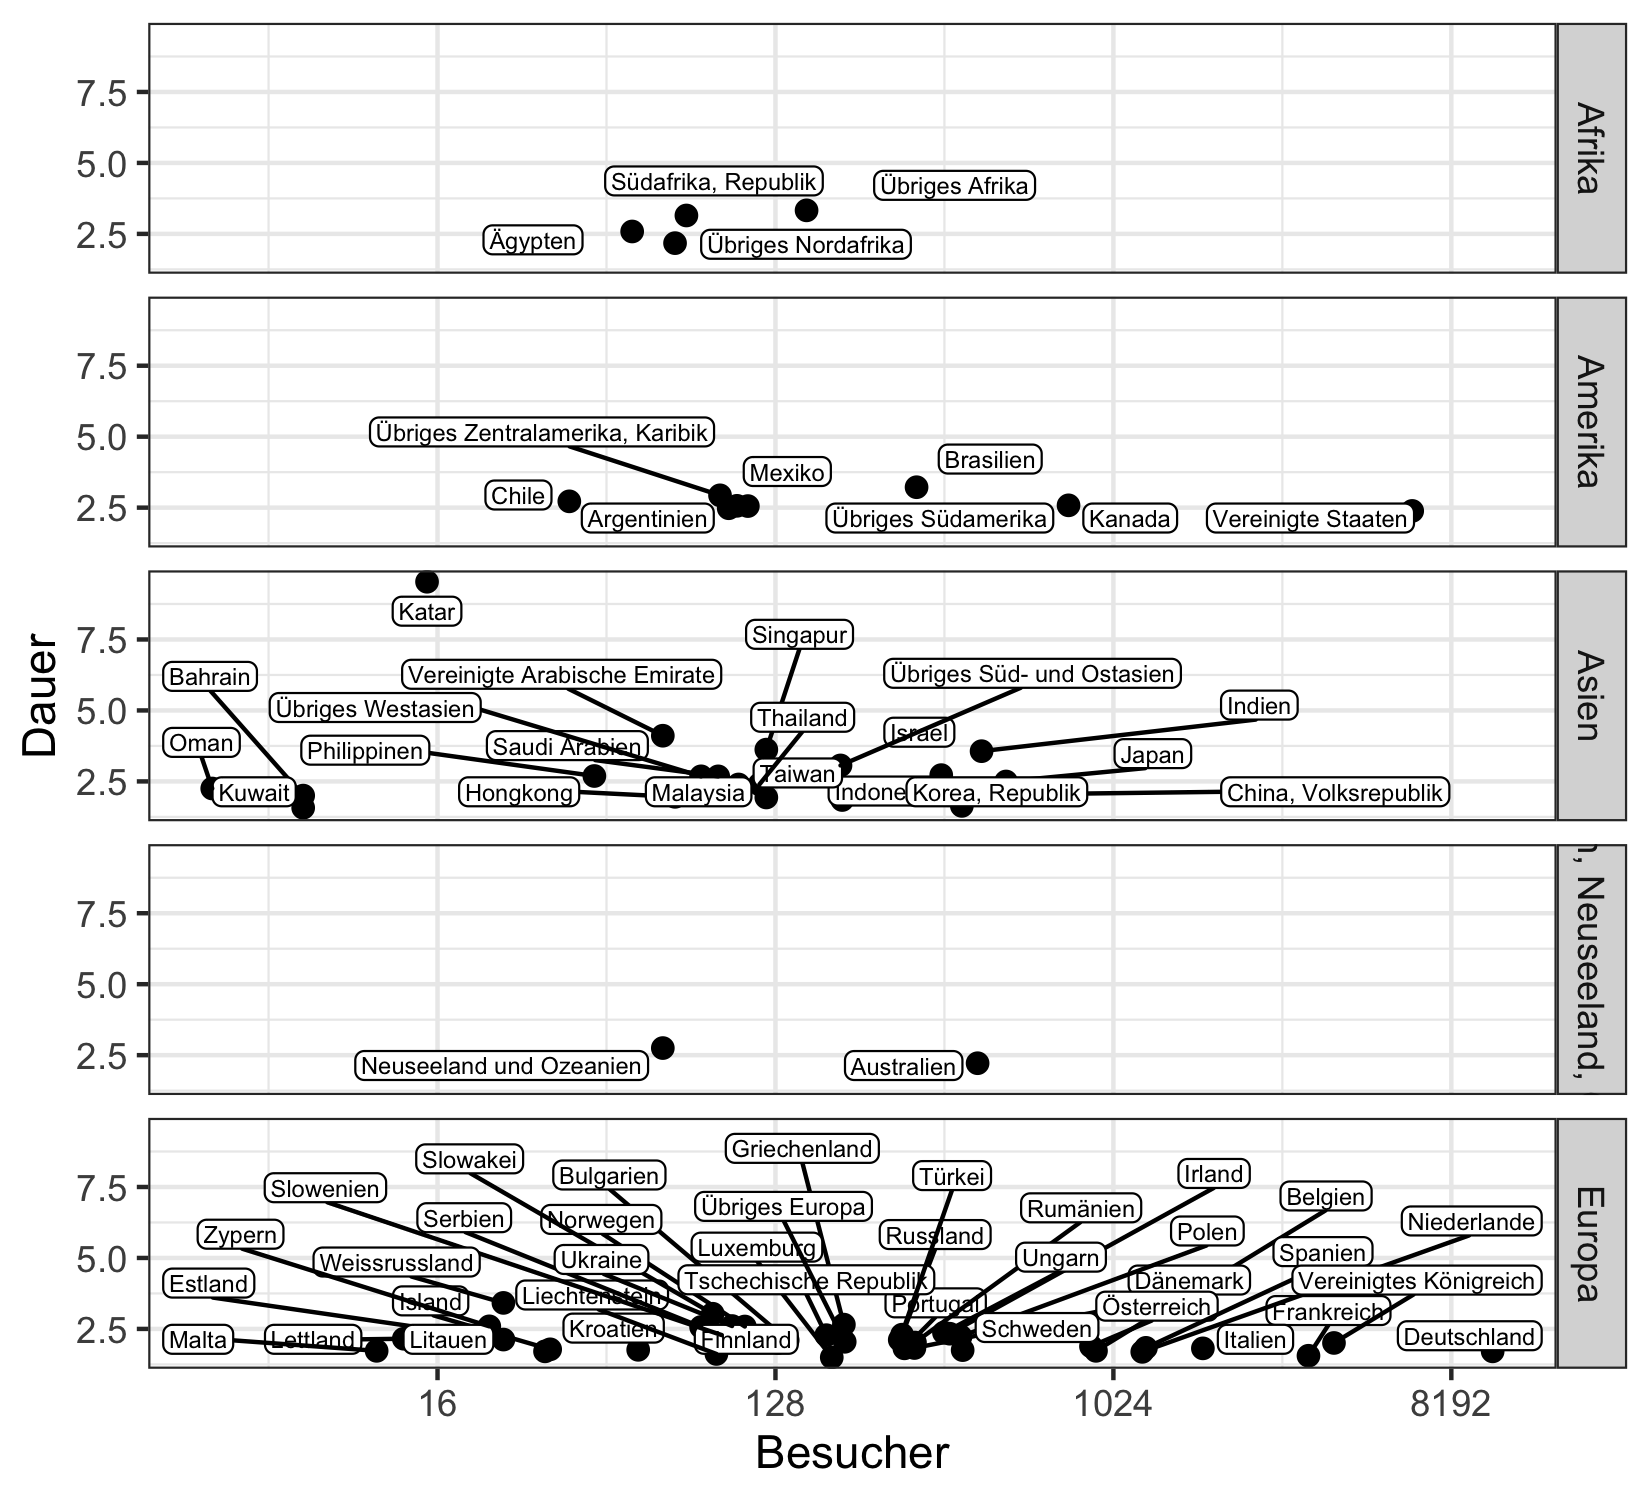 7.5
5.0
2.5
Südafrika, Republik
Übriges Afrika
Ägypten
Übriges Nordafrika
Afrika
7.5
5.0
2.5
Übriges Zentralamerika, Karibik
Brasilien
Mexiko
Chile
Argentinien
Übriges Südamerika
Kanada
Vereinigte Staaten
Amerika
Dauer
7.5
5.0
2.5
Katar
Singapur
Bahrain
Vereinigte Arabische Emirate
Übriges Süd- und Ostasien
Übriges Westasien
Indien
Thailand
Israel
Oman
Philippinen
Saudi Arabien
Japan
Taiwan
Kuwait
Hongkong
Malaysia
Indone
Korea, Republik
China, Volksrepublik
Asien
7.5
5.0
2.5
Neuseeland und Ozeanien
Australien
, Neuseeland,
7.5
5.0
2.5
Griechenland
Slowakei
Bulgarien
Türkei
Irland
Slowenien
Belgien
Übriges Europa
Rumänien
Serbien
Norwegen
Niederlande
Zypern
Russland
Polen
Luxemburg
Ukraine
Ungarn
Spanien
Weissrussland
Estland
Tschechische Republik
Dänemark
Vereinigtes Königreich
Island
Liechtenstein
Portugal
Österreich
Frankreich
Kroatien
Schweden
Malta
Lettland
Litauen
Finnland
Italien
Deutschland
Europa
16
128
1024
8192
Besucher